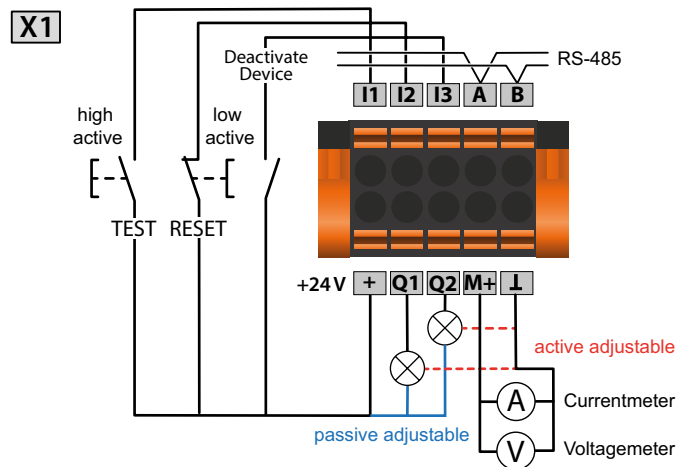 X1
Deactivate
Device
RS-485
I1 I2 I3 A B
high
active
low
active
TEST RESET
+24 V + Q1 Q2 M+ ⊥
active adjustable
passive adjustable
A Currentmeter
V Voltagemeter